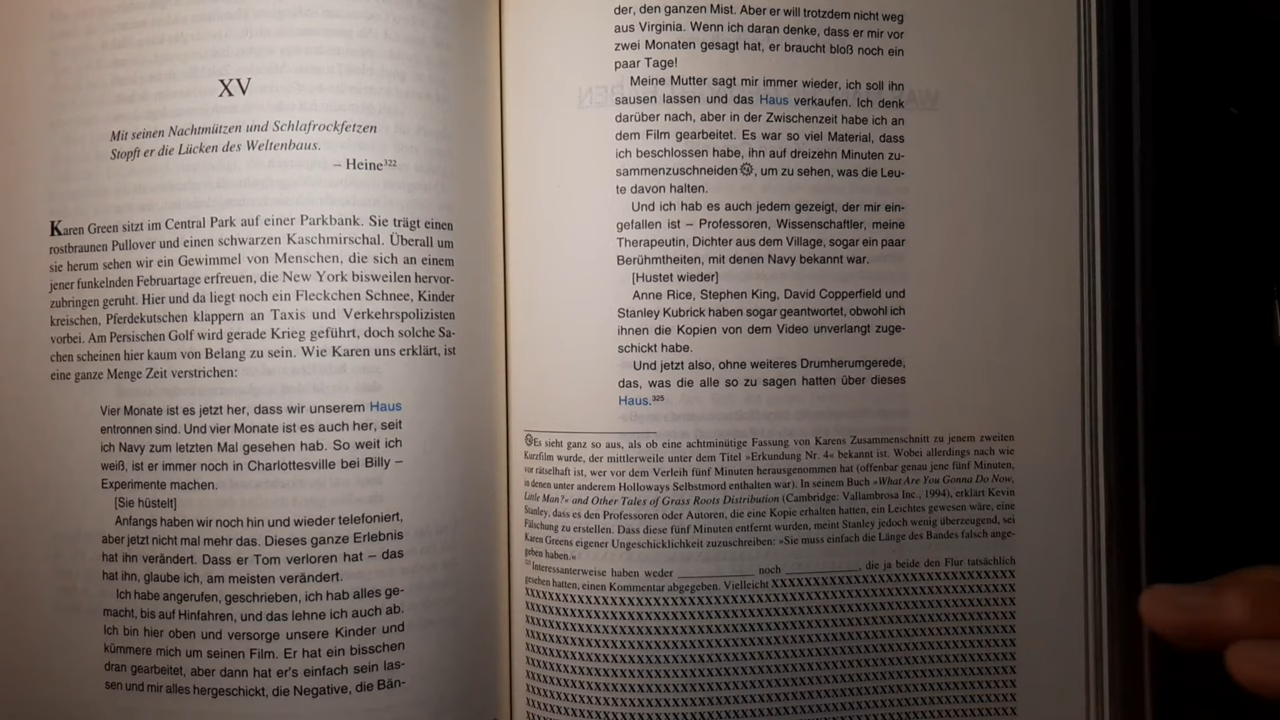 XV
Mit seinen Nachtmützen und Schlafrockfetzen
Stopft er die Lücken des Weltenbaus.
– Heine³²²
Karen Green sitzt im Central Park auf einer Parkbank. Sie trägt einen
rostbraunen Pullover und einen schwarzen Kaschmirschal. Überall um
sie herum sehen wir ein Gewimmel von Menschen, die sich an einem
jener funkelnden Februartage erfreuen, die New York bisweilen hervor-
zubringen geruht. Hier und da liegt noch ein Fleckchen Schnee, Kinder
kreischen, Pferdekutschen klappern an Taxis und Verkehrspolizisten
vorbei. Am Persischen Golf wird gerade Krieg geführt, doch solche Sa-
chen scheinen hier kaum von Belang zu sein. Wie Karen uns erklärt, ist
eine ganze Menge Zeit verstrichen:
Vier Monate ist es jetzt her, dass wir unserem Haus
entronnen sind. Und vier Monate ist es auch her, seit
ich Navy zum letzten Mal gesehen hab. So weit ich
weiß, ist er immer noch in Charlottesville bei Billy –
Experimente machen.
[Sie hüstelt]
Anfangs haben wir noch hin und wieder telefoniert,
aber jetzt nicht mal mehr das. Dieses ganze Erlebnis
hat ihn verändert. Dass er Tom verloren hat – das
hat ihn, glaube ich, am meisten verändert.
Ich habe angerufen, geschrieben, ich hab alles ge-
macht, bis auf Hinfahren, und das lehne ich auch ab.
Ich bin hier oben und versorge unsere Kinder und
kümmere mich um seinen Film. Er hat ein bisschen
dran gearbeitet, aber dann hat er's einfach sein las-
sen und mir alles hergeschickt, die Negative, die Bän-
der, den ganzen Mist. Aber er will trotzdem nicht weg
aus Virginia. Wenn ich daran denke, dass er mir vor
zwei Monaten gesagt hat, er braucht bloß noch ein
paar Tage!
Meine Mutter sagt mir immer wieder, ich soll ihn
sausen lassen und das Haus verkaufen. Ich denk
darüber nach, aber in der Zwischenzeit habe ich an
dem Film gearbeitet. Es war so viel Material, dass
ich beschlossen habe, ihn auf dreizehn Minuten zu-
sammenzuschneiden, um zu sehen, was die Leu-
te davon halten.
Und ich hab es auch jedem gezeigt, der mir ein-
gefallen ist – Professoren, Wissenschaftler, meine
Therapeutin, Dichter aus dem Village, sogar ein paar
Berühmtheiten, mit denen Navy bekannt war.
[Hustet wieder]
Anne Rice, Stephen King, David Copperfield und
Stanley Kubrick haben sogar geantwortet, obwohl ich
ihnen die Kopien von dem Video unverlangt zuge-
schickt habe.
Und jetzt also, ohne weiteres Drumherumgerede,
das, was die alle so zu sagen hatten über dieses
Haus.³²⁵
Es sieht ganz so aus, als ob eine achtminütige Fassung von Karens Zusammenschnitt zu jenem zweiten
Kurzfilm wurde, der mittlerweile unter dem Titel »Erkundung Nr. 4« bekannt ist. Wobei allerdings nach wie
vor rätselhaft ist, wer vor dem Verleih fünf Minuten herausgenommen hat (offenbar genau jene fünf Minuten,
in denen unter anderem Holloways Selbstmord enthalten war). In seinem Buch »What Are You Gonna Do Now,
Little Man?« and Other Tales of Grass Roots Distribution (Cambridge: Vallambrosa Inc., 1994), erklärt Kevin
Stanley, dass es den Professoren oder Autoren, die eine Kopie erhalten hatten, ein Leichtes gewesen wäre, eine
Fälschung zu erstellen. Dass diese fünf Minuten entfernt wurden, meint Stanley jedoch wenig überzeugend, sei
Karen Greens eigener Ungeschicklichkeit zuzuschreiben: »Sie muss einfach die Länge des Bandes falsch ange-
geben haben.«
³²⁵Interessanterweise haben weder ____________ noch ____________, die ja beide den Flur tatsächlich
gesehen hatten, einen Kommentar abgegeben. Vielleicht XXXXXXXXXXXXXXXXXXXXXXXX